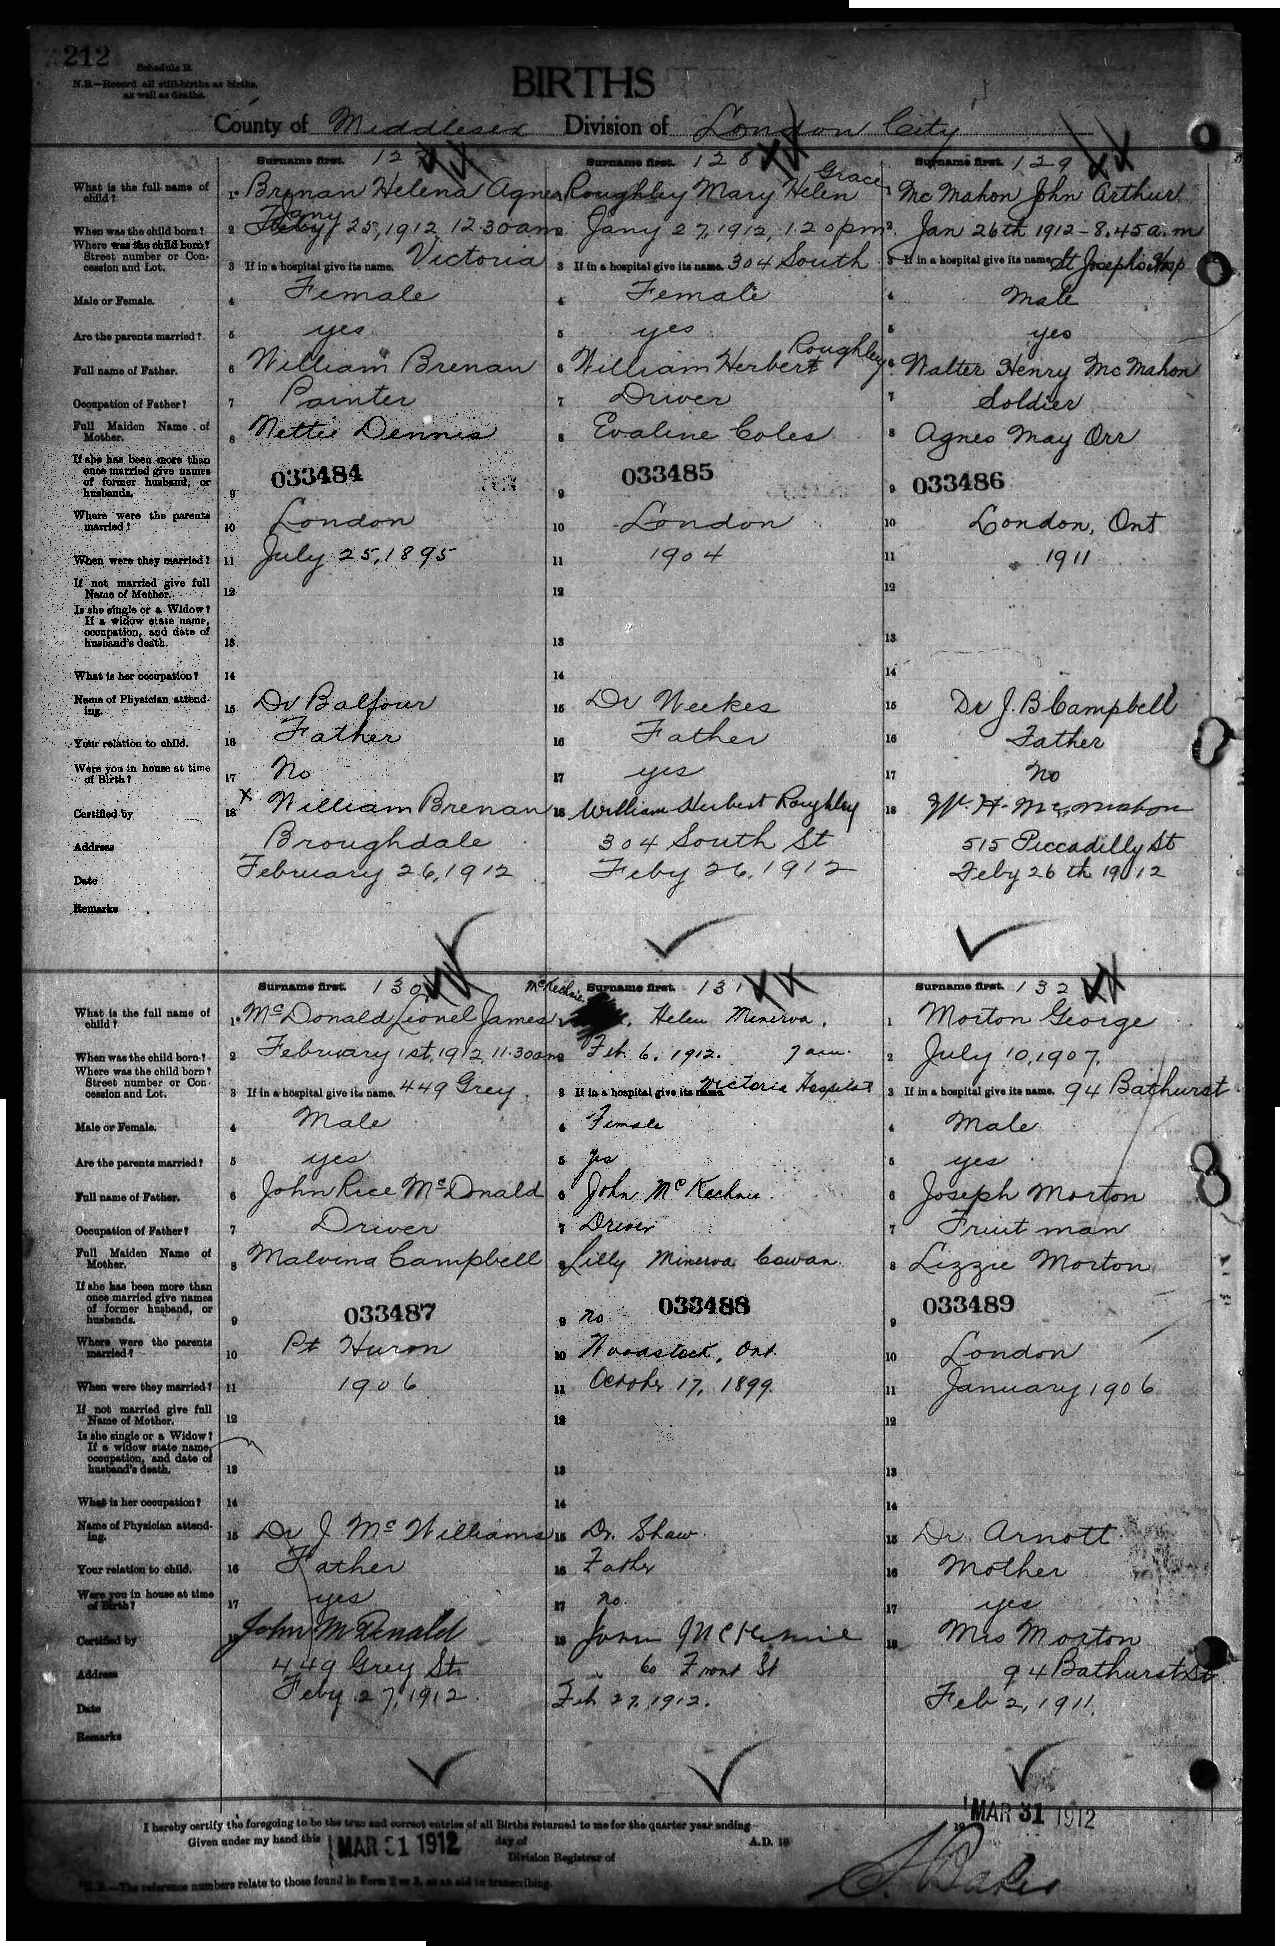 212
Schedule B.
N.B.—Record all still-births as births, as well as deaths.
BIRTHS
County of Middlesex Division of London City
Surname first. 127
Surname first. 128
Surname first. 129
What is the full name of child? 1 Brenan Helena Agnes
Roughley Mary Helen Grace
1 McMahon John Arthur
When was the child born? 2 Jany 25, 1912 12.30am
2 Jany 27, 1912, 1.20pm
2 Jan 26th 1912 - 8.45 a.m
Where was the child born? Street number or Concession and Lot. 3 If in a hospital give its name. Victoria
3 If in a hospital give its name. 304 South
3 If in a hospital give its name. St Joseph's Hosp
Male or Female. 4 Female
4 Female
4 Male
Are the parents married? 5 yes
5 yes
5 yes
Full name of Father. 6 William Brenan
6 William Herbert Roughley
6 Walter Henry McMahon
Occupation of Father? 7 Painter
7 Driver
7 Soldier
Full Maiden Name of Mother. 8 Nettie Dennis
8 Evaline Coles
8 Agnes May Orr
If she has been more than once married give names of former husband, or husbands. 9 033484
9 033485
9 033486
Where were the parents married? 10 London
10 London
10 London, Ont
When were they married? 11 July 25, 1895
11 1904
11 1911
If not married give full Name of Mother. 12
12
12
Is she single or a Widow? If a widow state name, occupation, and date of husband's death. 13
13
13
What is her occupation? 14
14
14
Name of Physician attending. 15 Dr Balfour
15 Dr Weekes
15 Dr J. B Campbell
Your relation to child. 16 Father
16 Father
16 Father
Were you in house at time of Birth? 17 No
17 yes
17 No
Certified by 18 x William Brenan
18 William Herbert Roughley
18 W. H. McMahon
Address Broughdale
304 South St
515 Piccadilly St
Date February 26, 1912
Feby 26, 1912
Feby 26th 1912
Remarks
Surname first. 130
Surname first. 131
Surname first. 132
What is the full name of child? 1 McDonald Lionel James
McKechnie Helen Minerva.
1 Morton George
When was the child born? 2 February 1st, 1912 11.30am
2 Feb. 6. 1912. 7 am.
2 July 10, 1907.
Where was the child born? Street number or Concession and Lot. 3 If in a hospital give its name. 449 Grey
3 If in a hospital give its name. Victoria Hospital
3 If in a hospital give its name. 94 Bathurst
Male or Female. 4 Male
4 Female
4 Male
Are the parents married? 5 yes
5 yes
5 yes
Full name of Father. 6 John Rice McDonald
6 John McKechnie.
6 Joseph Morton
Occupation of Father? 7 Driver
7 Driver
7 Fruit man
Full Maiden Name of Mother. 8 Malvina Campbell
8 Lilly Minerva Cowan.
8 Lizzie Morton
If she has been more than once married give names of former husband, or husbands. 9 033487
9 no. 033488
9 033489
Where were the parents married? 10 Pt Huron
10 Woodstock, Ont.
10 London
When were they married? 11 1906
11 October 17, 1899.
11 January 1906
If not married give full Name of Mother. 12
12
12
Is she single or a Widow? If a widow state name, occupation, and date of husband's death. 13
13
13
What is her occupation? 14
14
14
Name of Physician attending. 15 Dr J. McWilliams
15 Dr. Shaw.
15 Dr Arnott
Your relation to child. 16 Father
16 Father
16 Mother
Were you in house at time of Birth? 17 yes
17 no.
17 yes
Certified by 18 John McDonald
18 John McKechnie
18 Mrs Morton
Address 449 Grey St.
60 Front St
94 Bathurst St.
Date Feby 27, 1912.
Feb 27, 1912.
Feb 2, 1911.
Remarks
I hereby certify the foregoing to be the true and correct entries of all Births returned to me for the quarter year ending MAR 31 1912 19
Given under my hand this MAR 31 1912 day of A.D. 19
Division Registrar of
N.B.—The reference numbers relate to those found in Form 2 or 3, as an aid in transcribing.